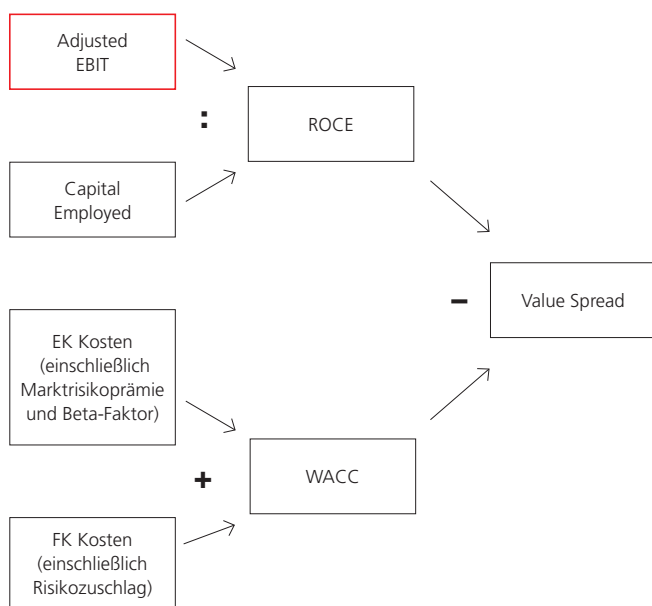 Adjusted
EBIT
:
ROCE
Capital
Employed
–
Value Spread
EK Kosten
(einschließlich
Marktrisikoprämie
und Beta-Faktor)
+
WACC
FK Kosten
(einschließlich
Risikozuschlag)